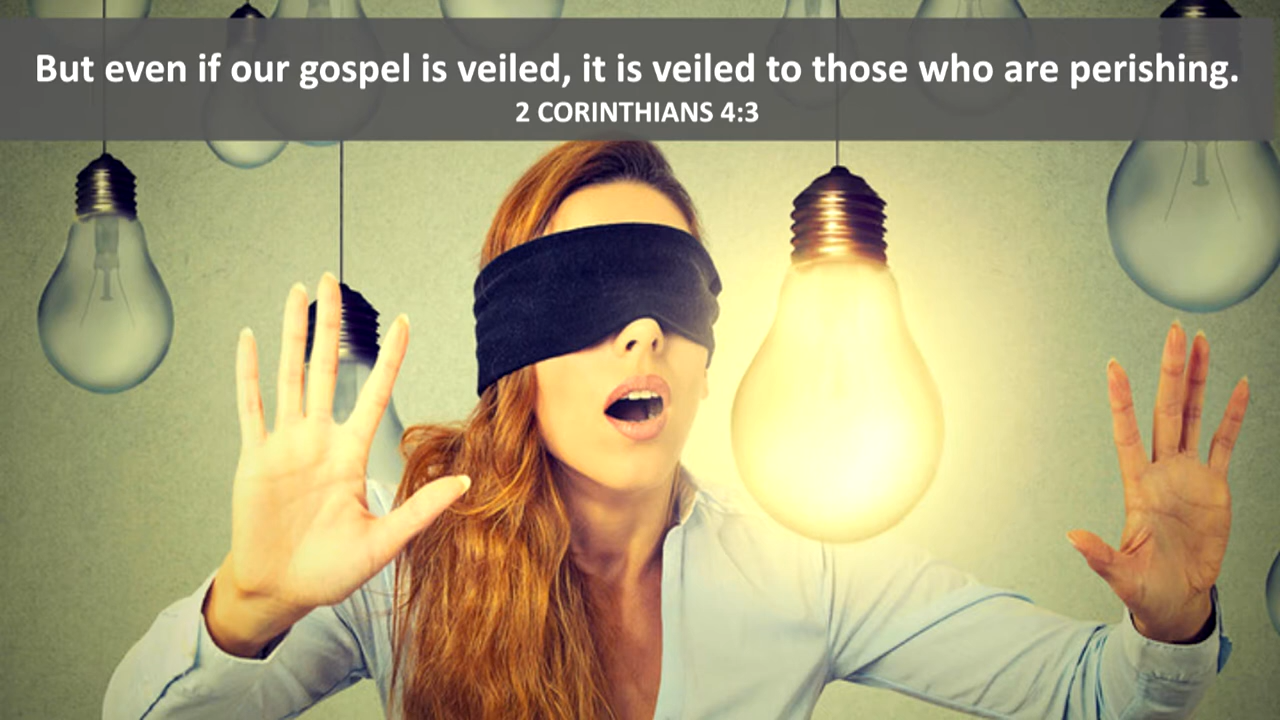 But even if our gospel is veiled, it is veiled to those who are perishing.
2 CORINTHIANS 4:3